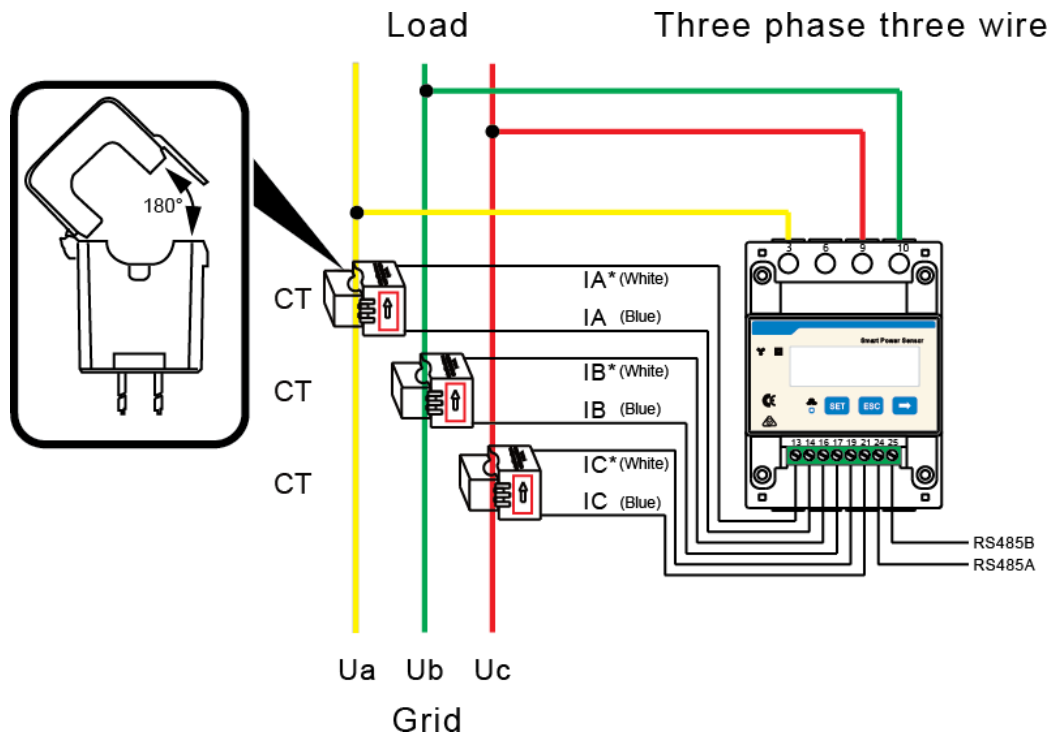 Load
Three phase three wire
180°
3 6 9 10
CT
IA* (White)
IA (Blue)
Smart Power Sensor
CT
IB* (White)
IB (Blue)
SET ESC
13 14 16 17 19 21 24 25
CT
IC* (White)
IC (Blue)
RS485B
RS485A
Ua Ub Uc
Grid